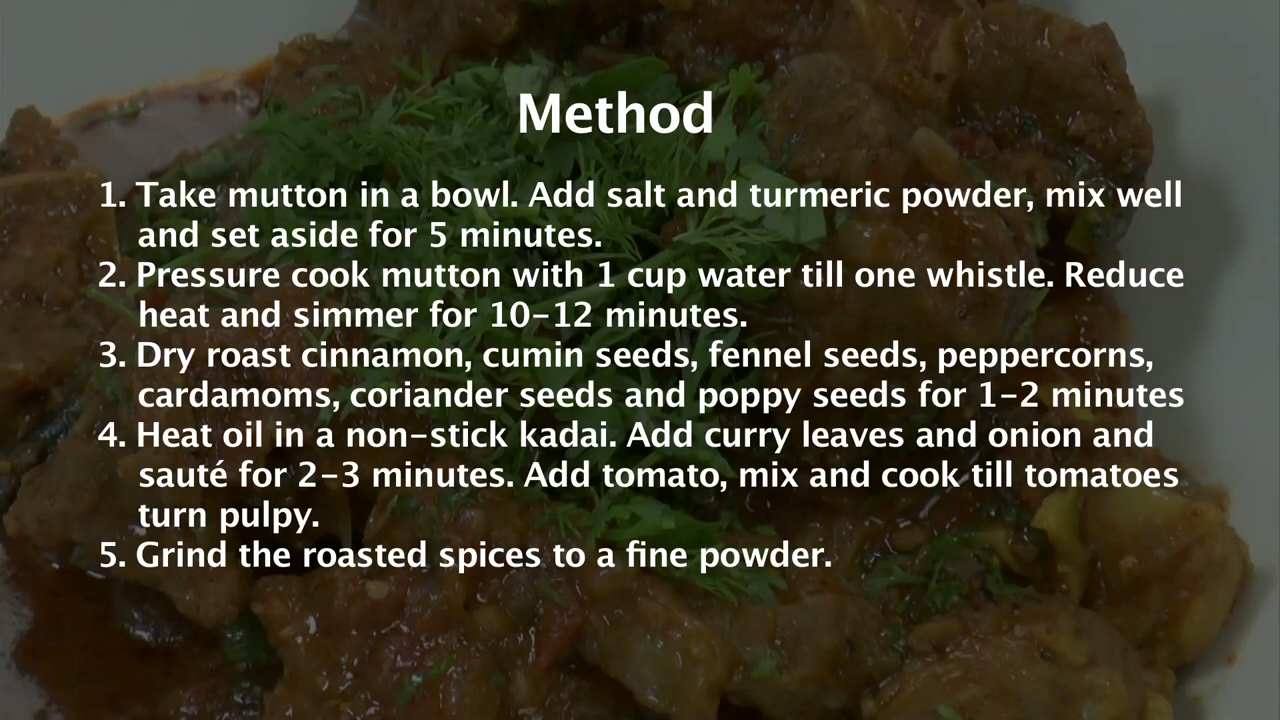 Method
1. Take mutton in a bowl. Add salt and turmeric powder, mix well
and set aside for 5 minutes.
2. Pressure cook mutton with 1 cup water till one whistle. Reduce
heat and simmer for 10-12 minutes.
3. Dry roast cinnamon, cumin seeds, fennel seeds, peppercorns,
cardamoms, coriander seeds and poppy seeds for 1-2 minutes
4. Heat oil in a non-stick kadai. Add curry leaves and onion and
sauté for 2-3 minutes. Add tomato, mix and cook till tomatoes
turn pulpy.
5. Grind the roasted spices to a fine powder.